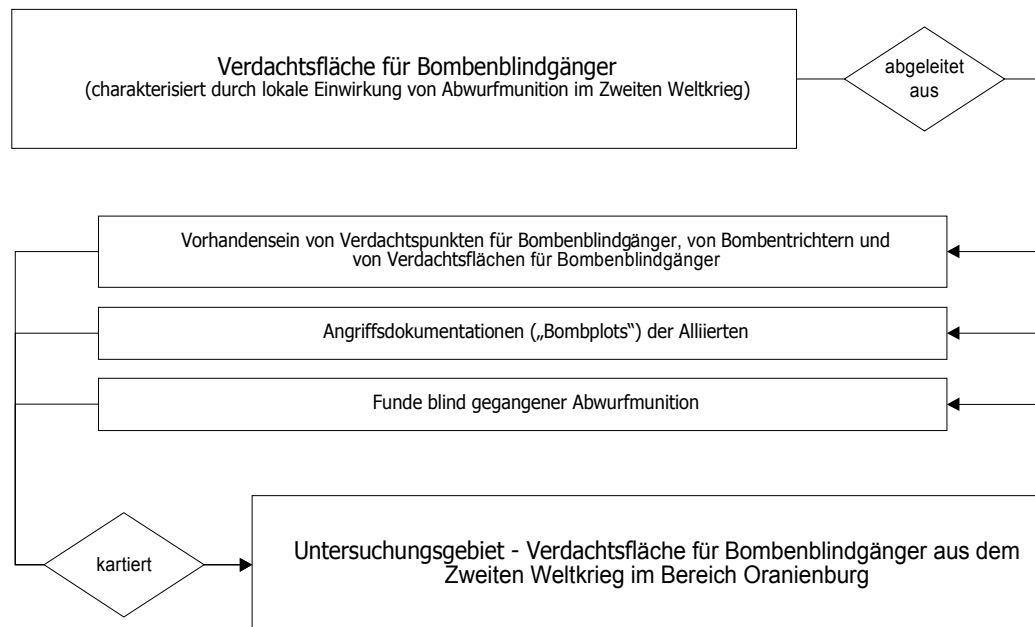 Verdachtsfläche für Bombenblindgänger
(charakterisiert durch lokale Einwirkung von Abwurfmunition im Zweiten Weltkrieg)
abgeleitet
aus
Vorhandensein von Verdachtspunkten für Bombenblindgänger, von Bombentrichtern und
von Verdachtsflächen für Bombenblindgänger
Angriffsdokumentationen („Bombplots“) der Alliierten
Funde blind gegangener Abwurfmunition
kartiert
Untersuchungsgebiet - Verdachtsfläche für Bombenblindgänger aus dem
Zweiten Weltkrieg im Bereich Oranienburg